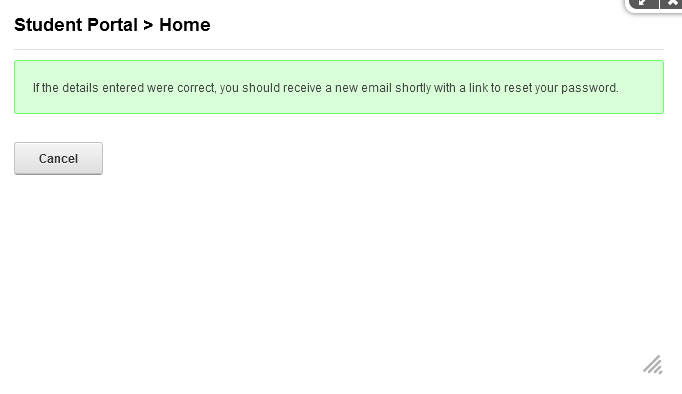 Student Portal > Home
If the details entered were correct, you should receive a new email shortly with a link to reset your password.
Cancel